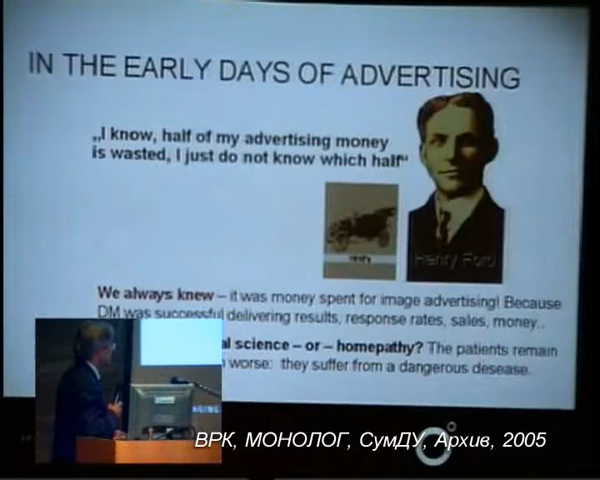 IN THE EARLY DAYS OF ADVERTISING
„I know, half of my advertising money
is wasted, I just do not know which half“
Henry Ford
We always knew – it was money spent for image advertising! Because
DM was successful delivering results, response rates, sales, money..
l science – or – homepathy? The patients remain
worse: they suffer from a dangerous desease.
ВРК, МОНОЛОГ, СумДУ, Архив, 2005